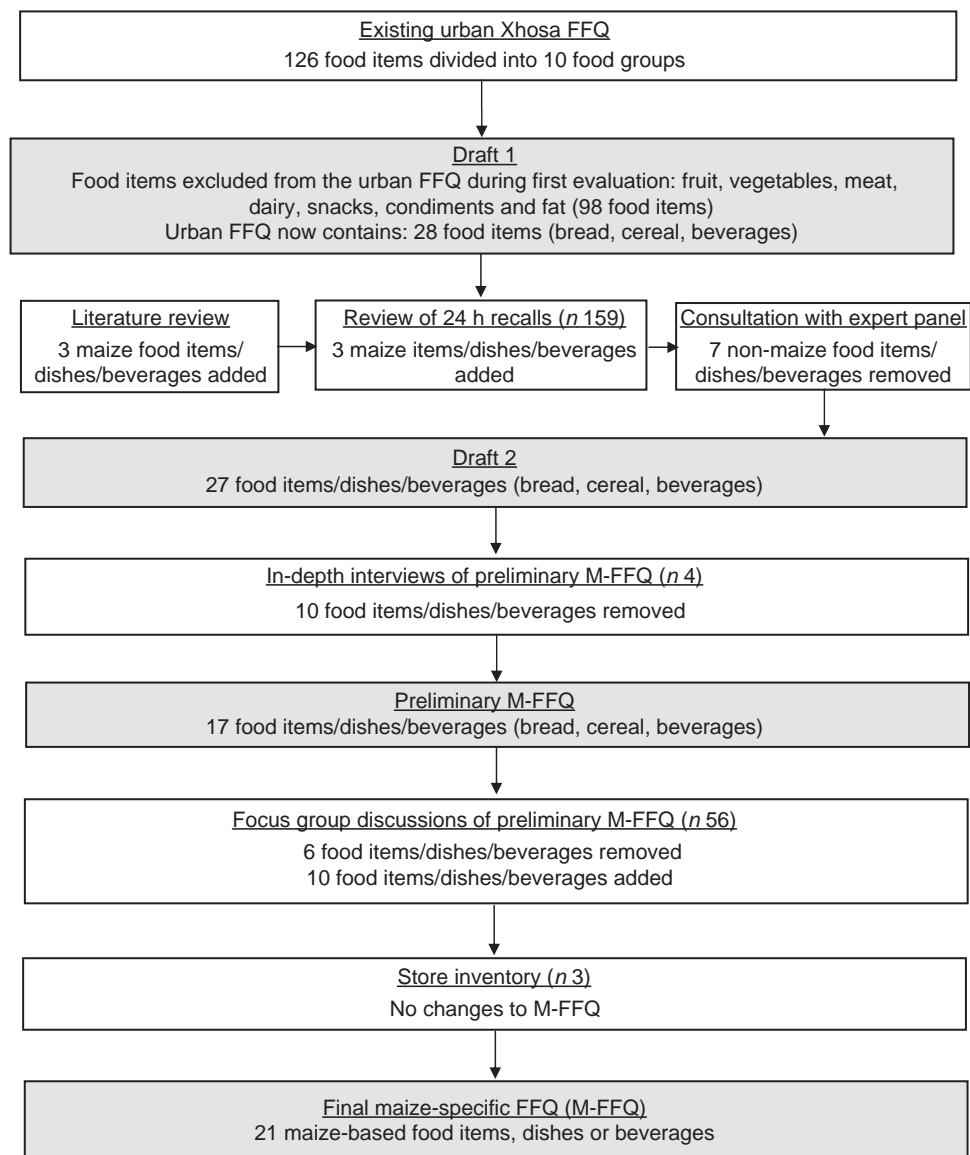 Existing urban Xhosa FFQ
126 food items divided into 10 food groups
Draft 1
Food items excluded from the urban FFQ during first evaluation: fruit, vegetables, meat,
dairy, snacks, condiments and fat (98 food items)
Urban FFQ now contains: 28 food items (bread, cereal, beverages)
Literature review
3 maize food items/
dishes/beverages added
Review of 24 h recalls (n 159)
3 maize items/dishes/beverages
added
Consultation with expert panel
7 non-maize food items/
dishes/beverages removed
Draft 2
27 food items/dishes/beverages (bread, cereal, beverages)
In-depth interviews of preliminary M-FFQ (n 4)
10 food items/dishes/beverages removed
Preliminary M-FFQ
17 food items/dishes/beverages (bread, cereal, beverages)
Focus group discussions of preliminary M-FFQ (n 56)
6 food items/dishes/beverages removed
10 food items/dishes/beverages added
Store inventory (n 3)
No changes to M-FFQ
Final maize-specific FFQ (M-FFQ)
21 maize-based food items, dishes or beverages